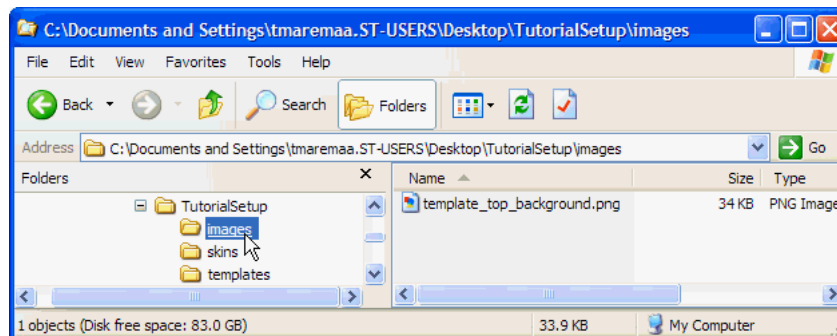 C:\Documents and Settings\tmaremaa.ST-USERS\Desktop\TutorialSetup\images
File Edit View Favorites Tools Help
Back Search Folders
Address C:\Documents and Settings\tmaremaa.ST-USERS\Desktop\TutorialSetup\images Go
Folders Name Size Type
TutorialSetup template_top_background.png 34 KB PNG Image
images
skins
templates
1 objects (Disk free space: 83.0 GB) 33.9 KB My Computer